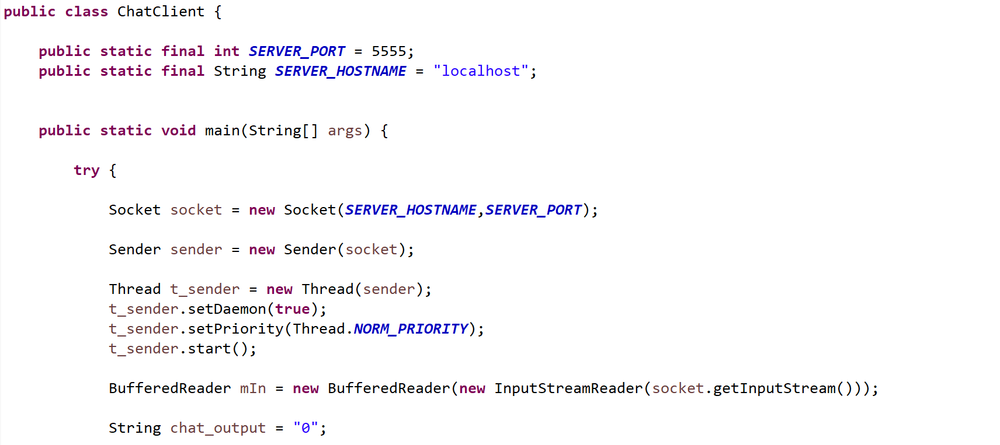 public class ChatClient {
public static final int SERVER_PORT = 5555;
public static final String SERVER_HOSTNAME = "localhost";
public static void main(String[] args) {
try {
Socket socket = new Socket(SERVER_HOSTNAME,SERVER_PORT);
Sender sender = new Sender(socket);
Thread t_sender = new Thread(sender);
t_sender.setDaemon(true);
t_sender.setPriority(Thread.NORM_PRIORITY);
t_sender.start();
BufferedReader mIn = new BufferedReader(new InputStreamReader(socket.getInputStream()));
String chat_output = "0";